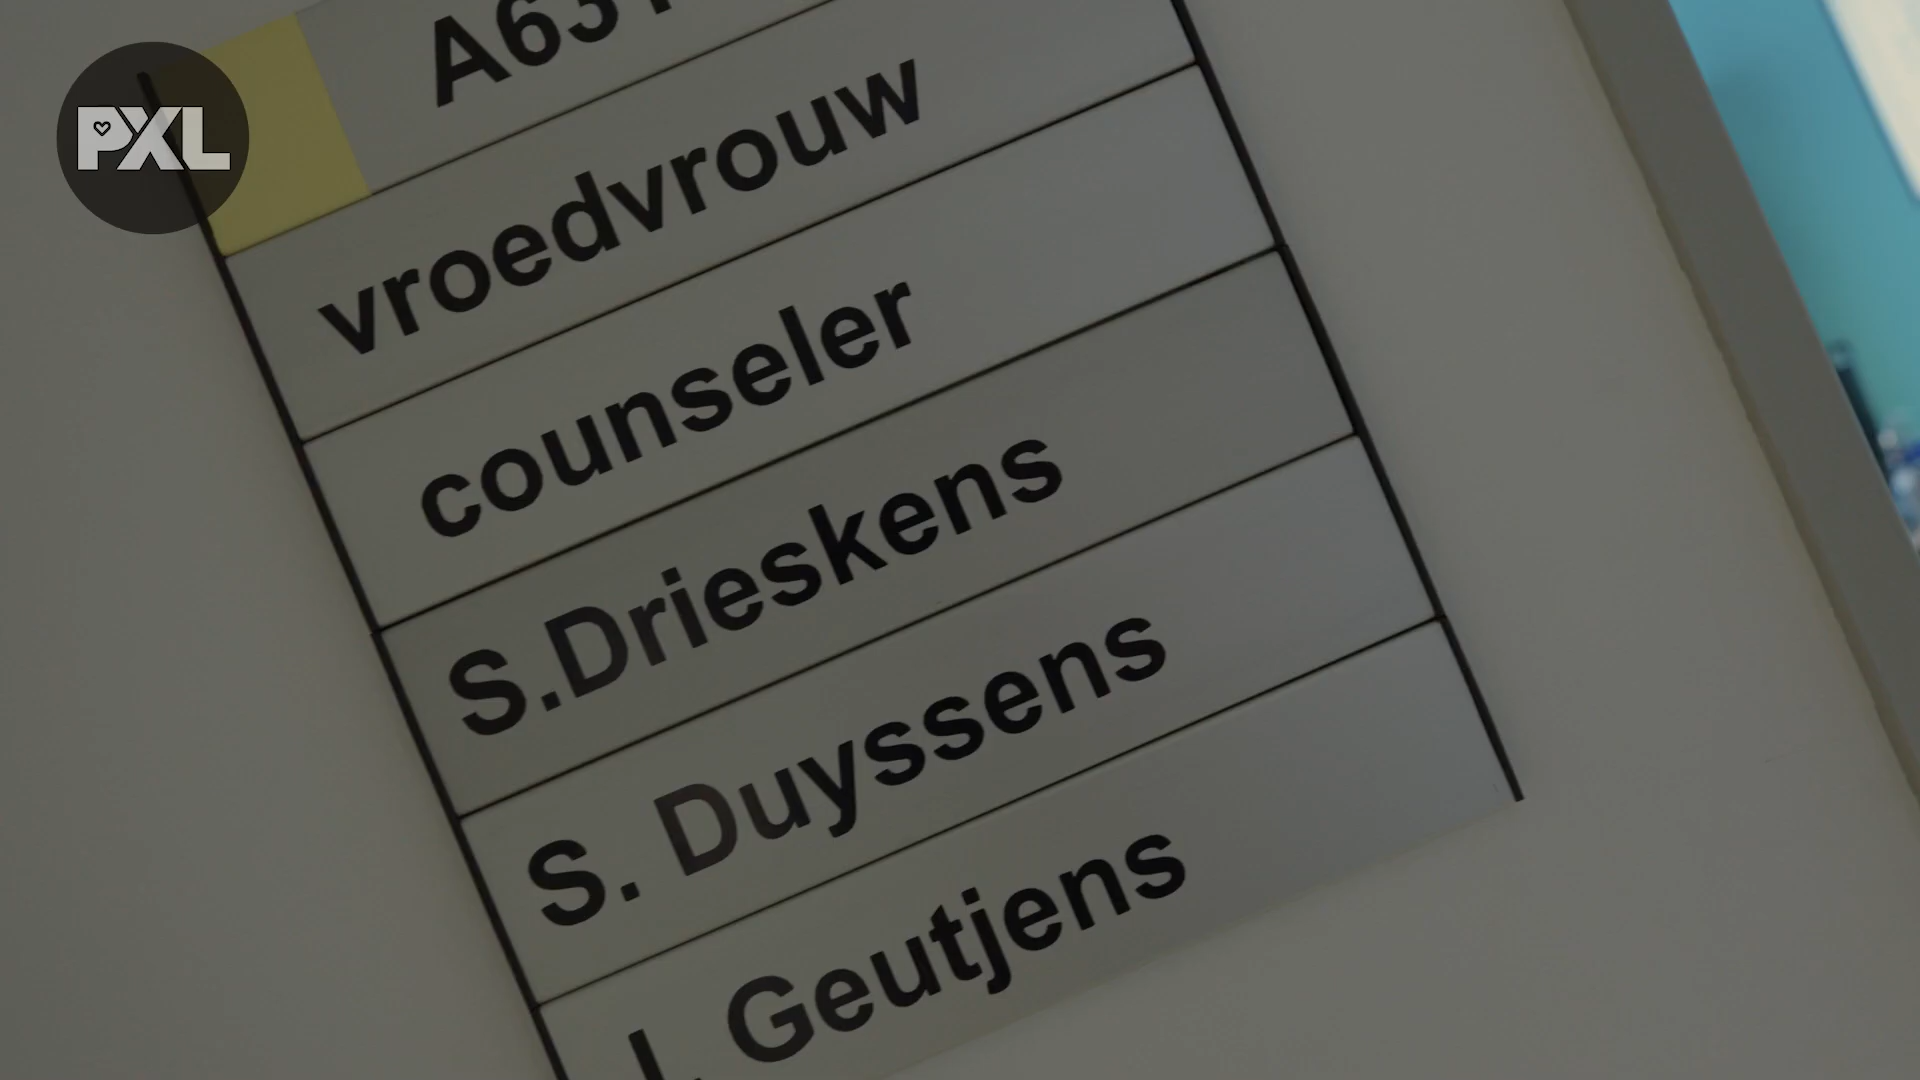 PXL
vroedvrouw
counseler
S.Drieskens
S. Duyssens
Geutjens